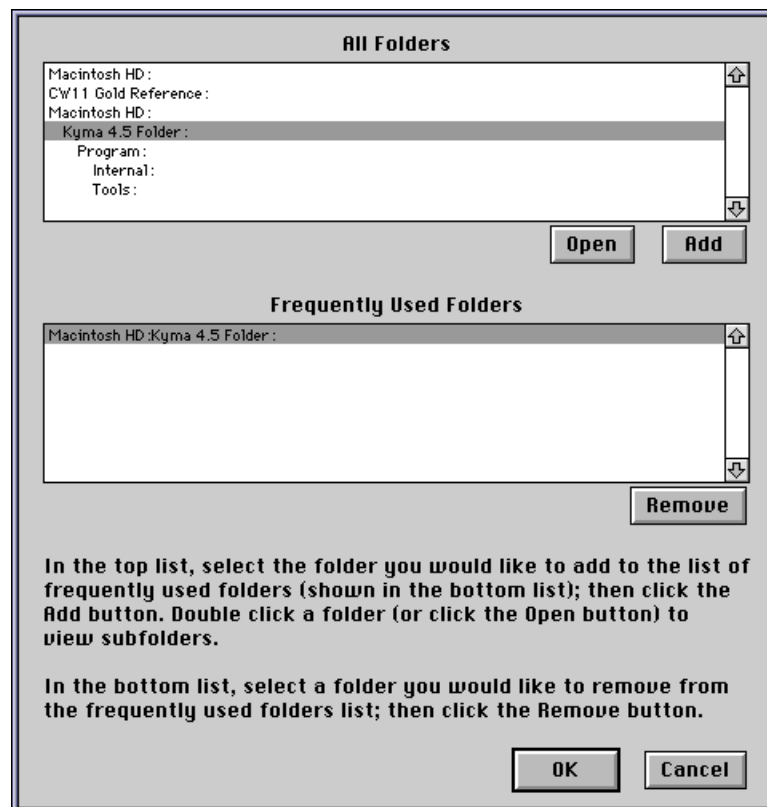 All Folders
Macintosh HD:
CW11 Gold Reference:
Macintosh HD:
Kyma 4.5 Folder:
Program:
Internal:
Tools:
Open Add
Frequently Used Folders
Macintosh HD:Kyma 4.5 Folder:
Remove
In the top list, select the folder you would like to add to the list of
frequently used folders (shown in the bottom list); then click the
Add button. Double click a folder (or click the Open button) to
view subfolders.
In the bottom list, select a folder you would like to remove from
the frequently used folders list; then click the Remove button.
OK Cancel